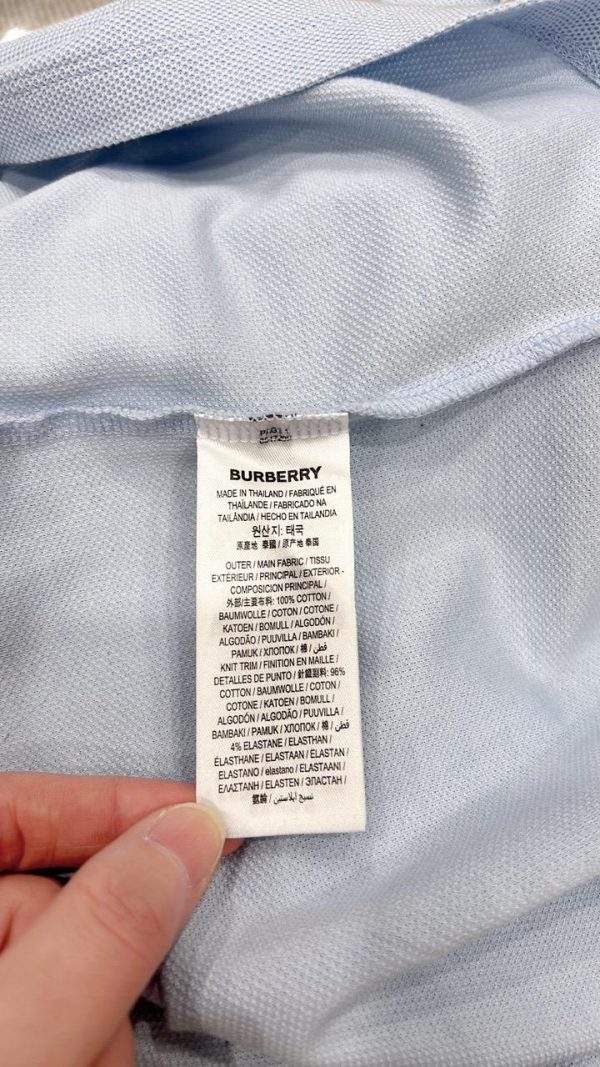 BURBERRY
MADE IN THAILAND / FABRIQUÉ EN
THAÏLANDE / FABRICADO NA
TAILÂNDIA / HECHO EN TAILANDIA
원산지: 태국
原産地 泰國 / 原产地 泰国
OUTER / MAIN FABRIC / TISSU
EXTÉRIEUR / PRINCIPAL / EXTERIOR -
COMPOSICIÓN PRINCIPAL /
外部/主要布料: 100% COTTON /
BAUMWOLLE / COTON / COTONE /
KATOEN / BOMULL / ALGODÓN /
ALGODÃO / PUUVILLA / BAMBAKI /
PAMUK / ХЛОПОК / 棉 / قطن
KNIT TRIM / FINITION EN MAILLE /
DETALLES DE PUNTO / 針織副料: 96%
COTTON / BAUMWOLLE / COTON /
COTONE / KATOEN / BOMULL /
ALGODÓN / ALGODÃO / PUUVILLA /
BAMBAKI / PAMUK / ХЛОПОК / 棉 / قطن
4% ELASTANE / ELASTHAN /
ÉLASTHANE / ELASTAAN / ELASTAN /
ELASTANO / elastano / ELASTAANI /
ΕΛΑΣΤΑΝΗ / ELASTEN / ЭЛАСТАН /
氨綸 / نسيج ايلاستين